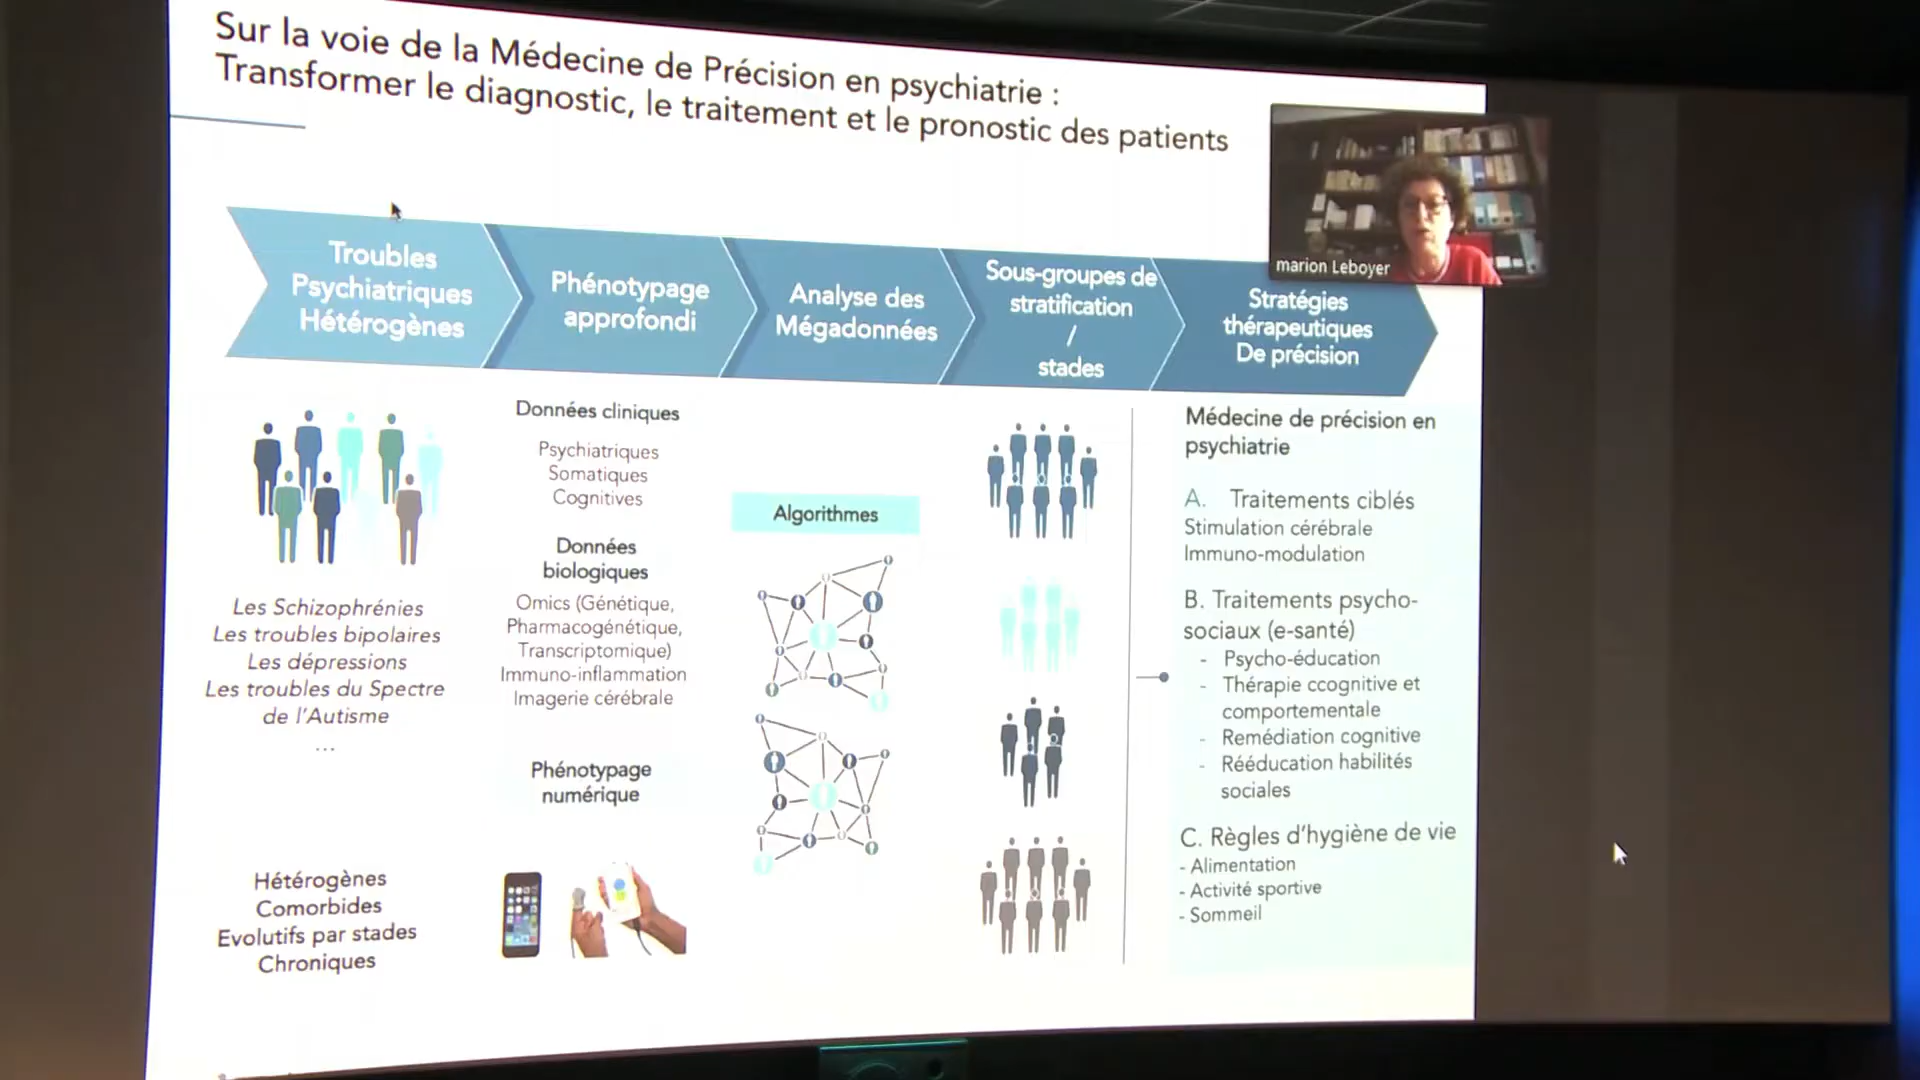 Sur la voie de la Médecine de Précision en psychiatrie :
Transformer le diagnostic, le traitement et le pronostic des patients
marion Leboyer
Troubles
Psychiatriques
Hétérogènes
Phénotypage
approfondi
Analyse des
Mégadonnées
Sous-groupes de
stratification
/
stades
Stratégies
thérapeutiques
De précision
Les Schizophrénies
Les troubles bipolaires
Les dépressions
Les troubles du Spectre
de l'Autisme
...
Hétérogènes
Comorbides
Evolutifs par stades
Chroniques
Données cliniques
Psychiatriques
Somatiques
Cognitives
Données
biologiques
Omics (Génétique,
Pharmacogénétique,
Transcriptomique)
Immuno-inflammation
Imagerie cérébrale
Phénotypage
numérique
Algorithmes
Médecine de précision en
psychiatrie
A. Traitements ciblés
Stimulation cérébrale
Immuno-modulation
B. Traitements psycho-
sociaux (e-santé)
- Psycho-éducation
- Thérapie ccognitive et
comportementale
- Remédiation cognitive
- Rééducation habilités
sociales
C. Règles d'hygiène de vie
- Alimentation
- Activité sportive
- Sommeil